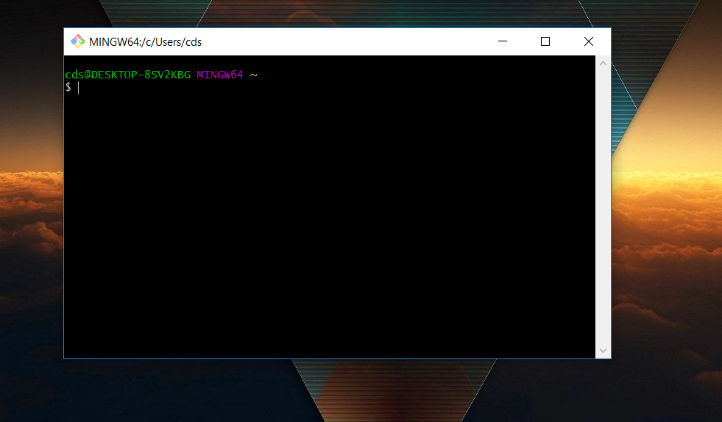 MINGW64:/c/Users/cds
cds@DESKTOP-8SV2KBG MINGW64 ~
$